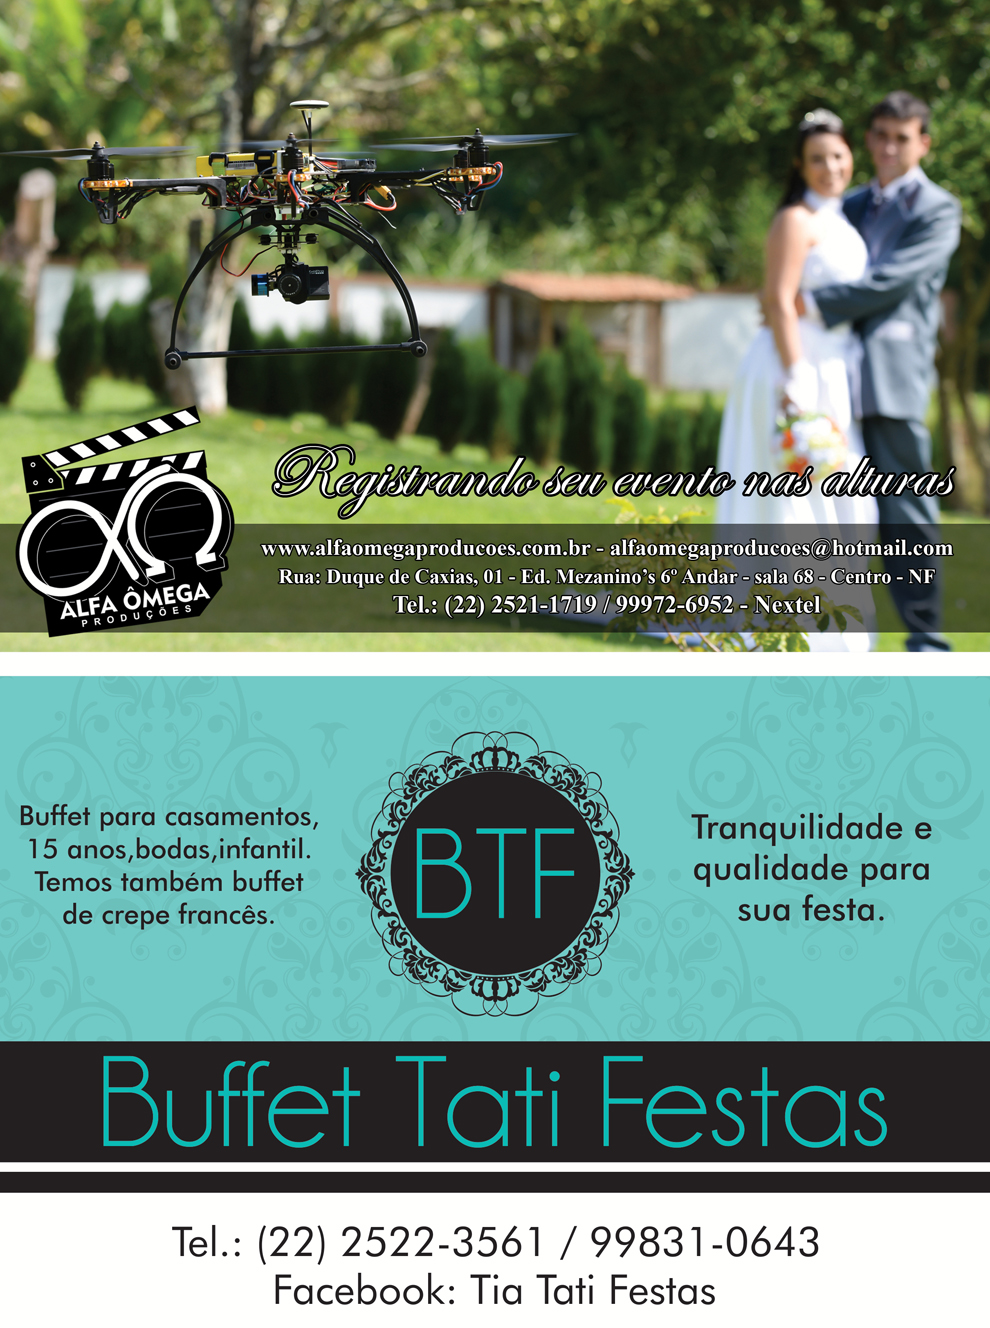 Registrando seu evento nas alturas
www.alfaomegaproducoes.com.br - alfaomegaproducoes@hotmail.com
Rua: Duque de Caxias, 01 - Ed. Mezanino's 6º Andar - sala 68 - Centro - NF
Tel.: (22) 2521-1719 / 99972-6952 - Nextel
ALFA ÔMEGA
PRODUÇÕES
Buffet para casamentos,
15 anos,bodas,infantil.
Temos também buffet
de crepe francês.
BTF
Tranquilidade e
qualidade para
sua festa.
Buffet Tati Festas
Tel.: (22) 2522-3561 / 99831-0643
Facebook: Tia Tati Festas